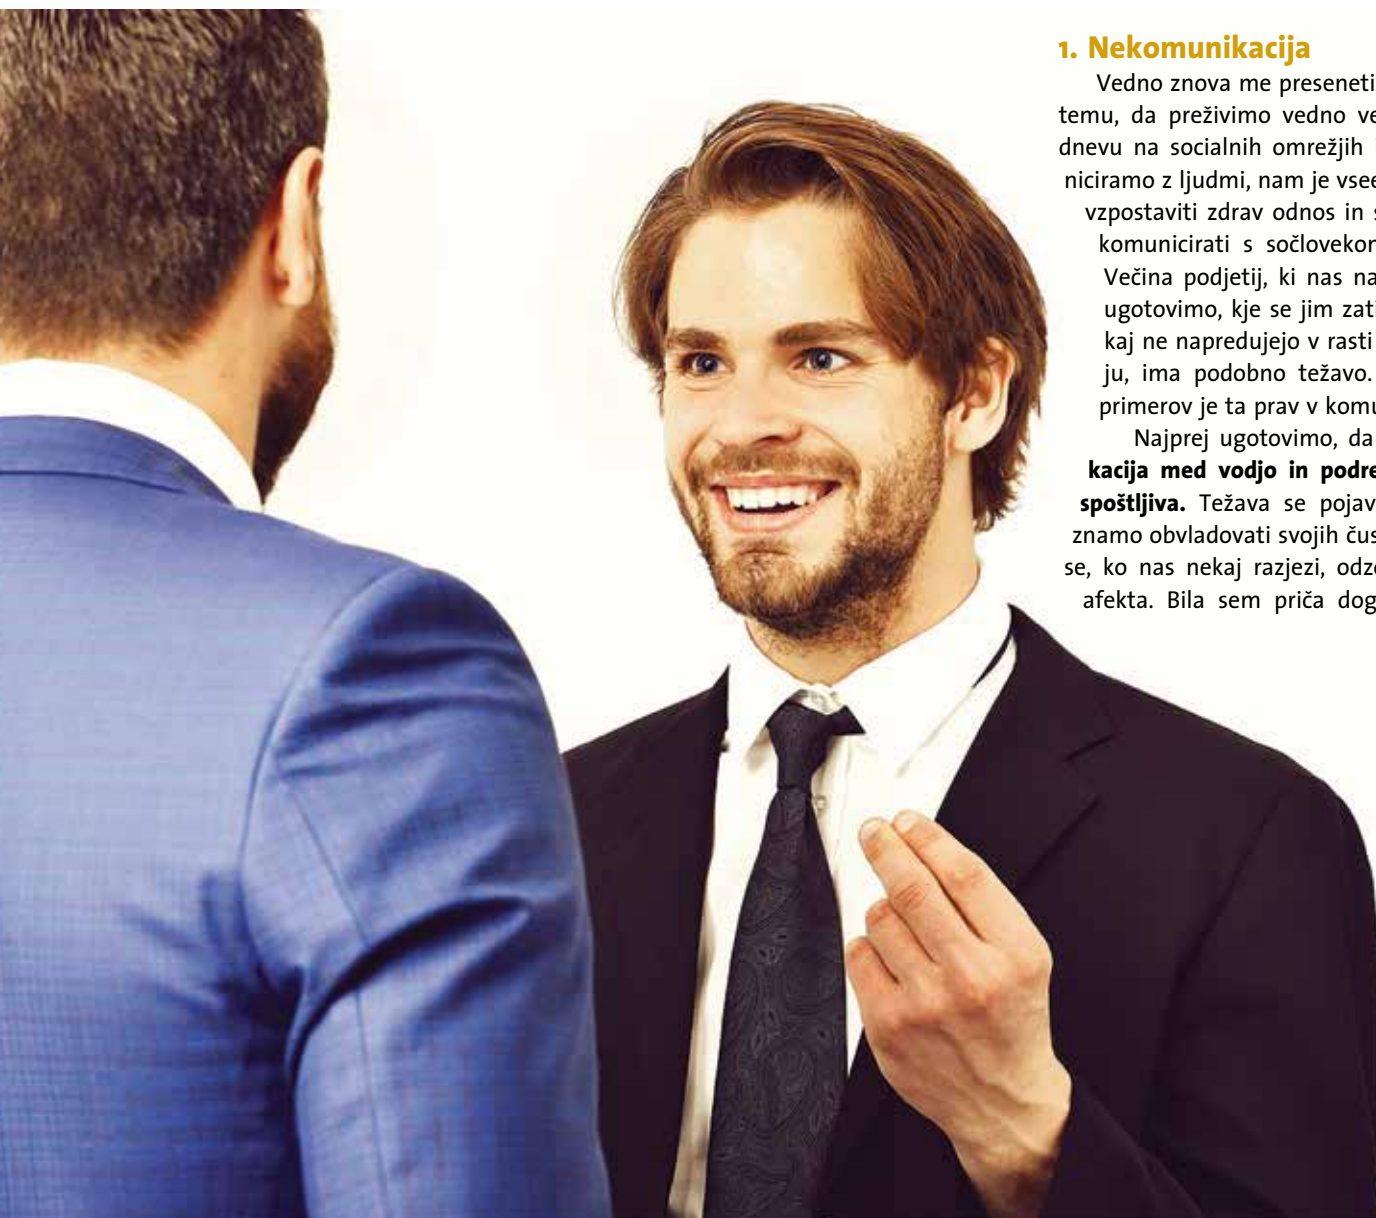 1. Nekomunikacija
Vedno znova me preseneti
temu, da preživimo vedno ve
dnevu na socialnih omrežjih
niciramo z ljudmi, nam je vsee
vzpostaviti zdrav odnos in s
komunicirati s sočlovekon
Večina podjetij, ki nas na
ugotovimo, kje se jim zati
kaj ne napredujejo v rasti
ju, ima podobno težavo.
primerov je ta prav v komu
Najprej ugotovimo, da
kacija med vodjo in podre
spoštljiva. Težava se pojav
znamo obvladovati svojih čus
se, ko nas nekaj razjezi, odz
afekta. Bila sem priča dog